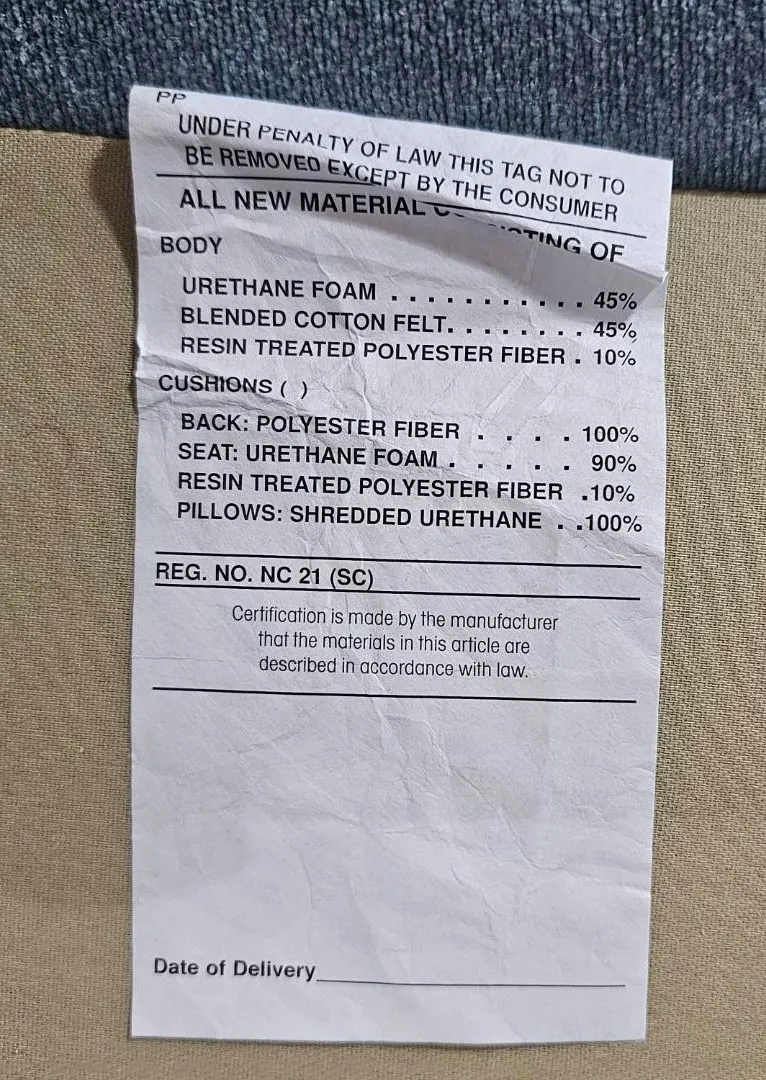 PP
UNDER PENALTY OF LAW THIS TAG NOT TO
BE REMOVED EXCEPT BY THE CONSUMER
ALL NEW MATERIAL OF
BODY
URETHANE FOAM . . . . . . . . . . . 45%
BLENDED COTTON FELT. . . . . . . . 45%
RESIN TREATED POLYESTER FIBER . 10%
CUSHIONS ( )
BACK: POLYESTER FIBER . . . . 100%
SEAT: URETHANE FOAM . . . . . 90%
RESIN TREATED POLYESTER FIBER .10%
PILLOWS: SHREDDED URETHANE . .100%
REG. NO. NC 21 (SC)
Certification is made by the manufacturer
that the materials in this article are
described in accordance with law.
Date of Delivery